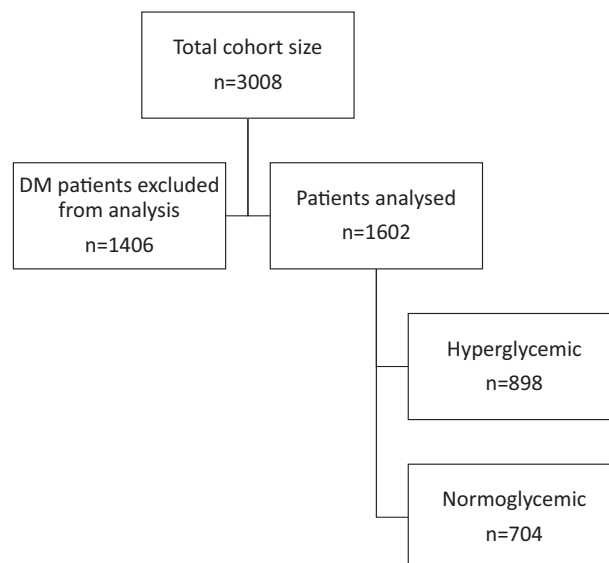 Total cohort size
n=3008
DM patients excluded
from analysis
n=1406
Patients analysed
n=1602
Hyperglycemic
n=898
Normoglycemic
n=704